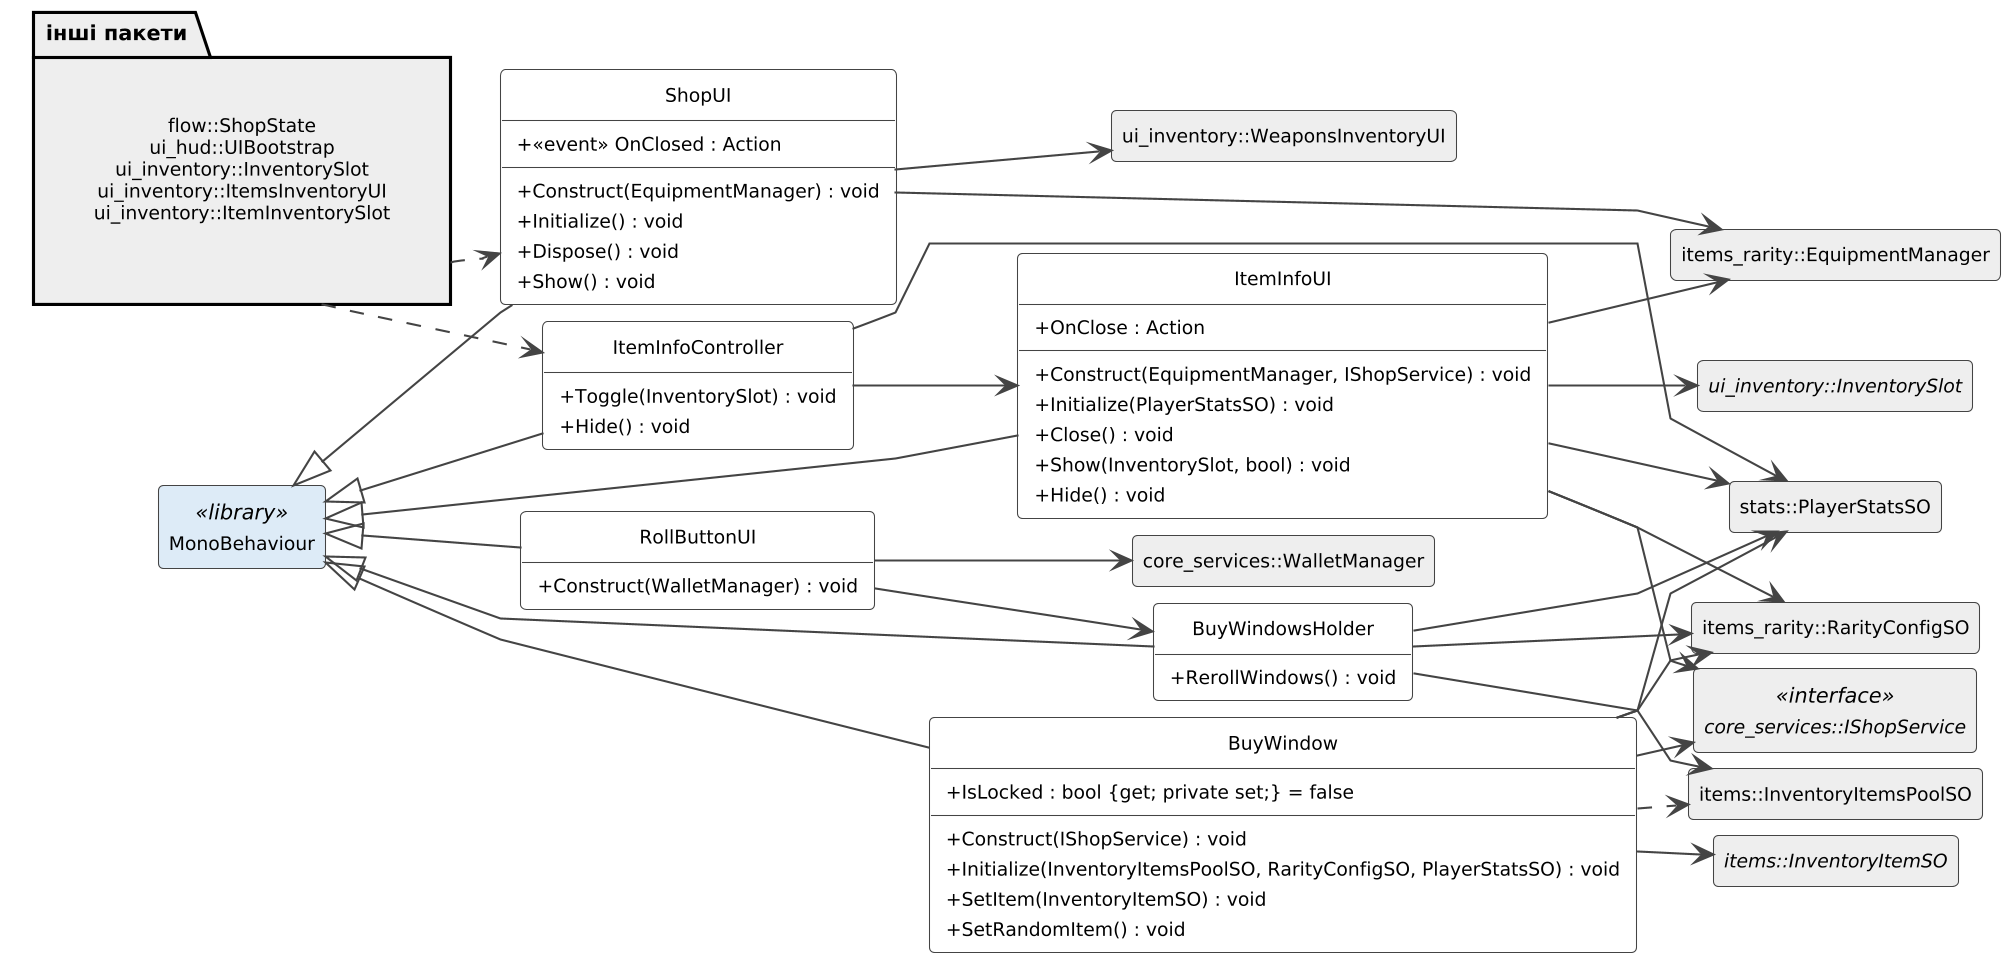 інші пакети
flow::ShopState
ui_hud::UIBootstrap
ui_inventory::InventorySlot
ui_inventory::ItemsInventoryUI
ui_inventory::ItemInventorySlot
ShopUI
+«event» OnClosed : Action
+Construct(EquipmentManager) : void
+Initialize() : void
+Dispose() : void
+Show() : void
ui_inventory::WeaponsInventoryUI
items_rarity::EquipmentManager
ItemInfoController
+Toggle(InventorySlot) : void
+Hide() : void
ItemInfoUI
+OnClose : Action
+Construct(EquipmentManager, IShopService) : void
+Initialize(PlayerStatsSO) : void
+Close() : void
+Show(InventorySlot, bool) : void
+Hide() : void
ui_inventory::InventorySlot
stats::PlayerStatsSO
«library»
MonoBehaviour
RollButtonUI
+Construct(WalletManager) : void
core_services::WalletManager
BuyWindowsHolder
+RerollWindows() : void
items_rarity::RarityConfigSO
«interface»
core_services::IShopService
BuyWindow
+IsLocked : bool {get; private set;} = false
+Construct(IShopService) : void
+Initialize(InventoryItemsPoolSO, RarityConfigSO, PlayerStatsSO) : void
+SetItem(InventoryItemSO) : void
+SetRandomItem() : void
items::InventoryItemsPoolSO
items::InventoryItemSO